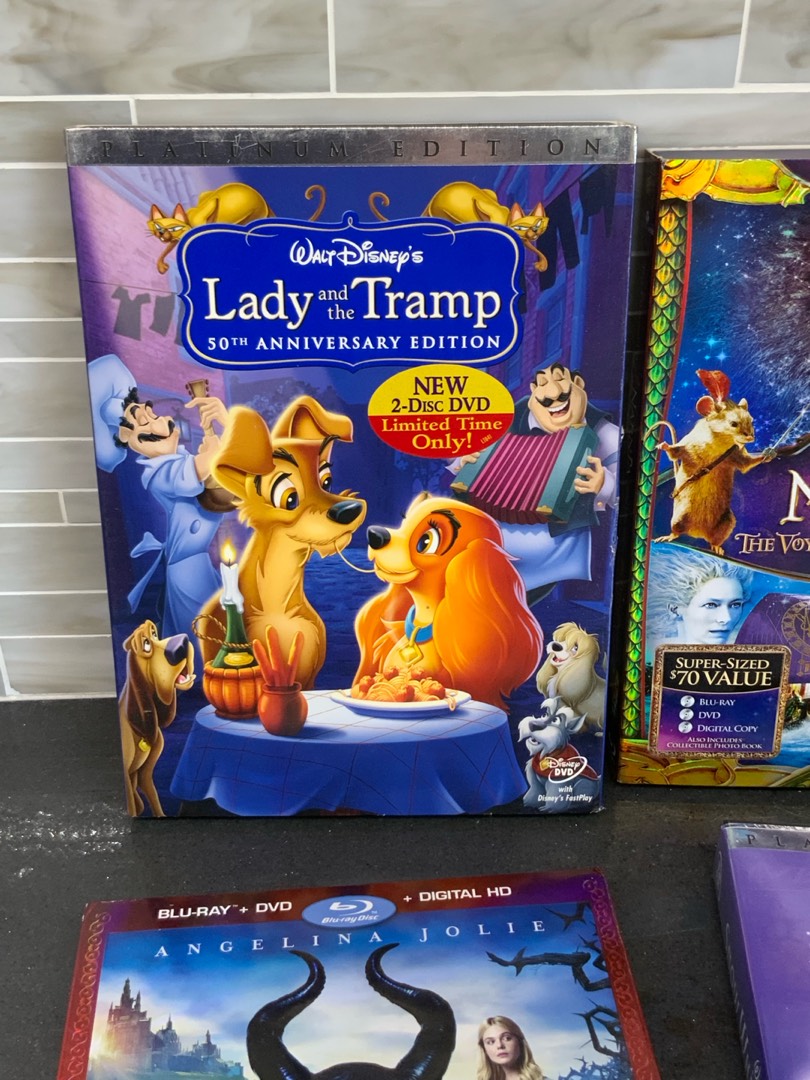 PLATINUM EDITION
WALT DISNEY'S
Lady and the Tramp
50TH ANNIVERSARY EDITION
NEW
2-DISC DVD
Limited Time
Only!
Disney
DVD
with
Disney's FastPlay
THE VOY
SUPER-SIZED
$70 VALUE
BLU-RAY
DVD
DIGITAL COPY
ALSO INCLUDES
COLLECTIBLE PHOTO BOOK
BLU-RAY™ + DVD
Blu-ray Disc
+ DIGITAL HD
ANGELINA JOLIE
PLA